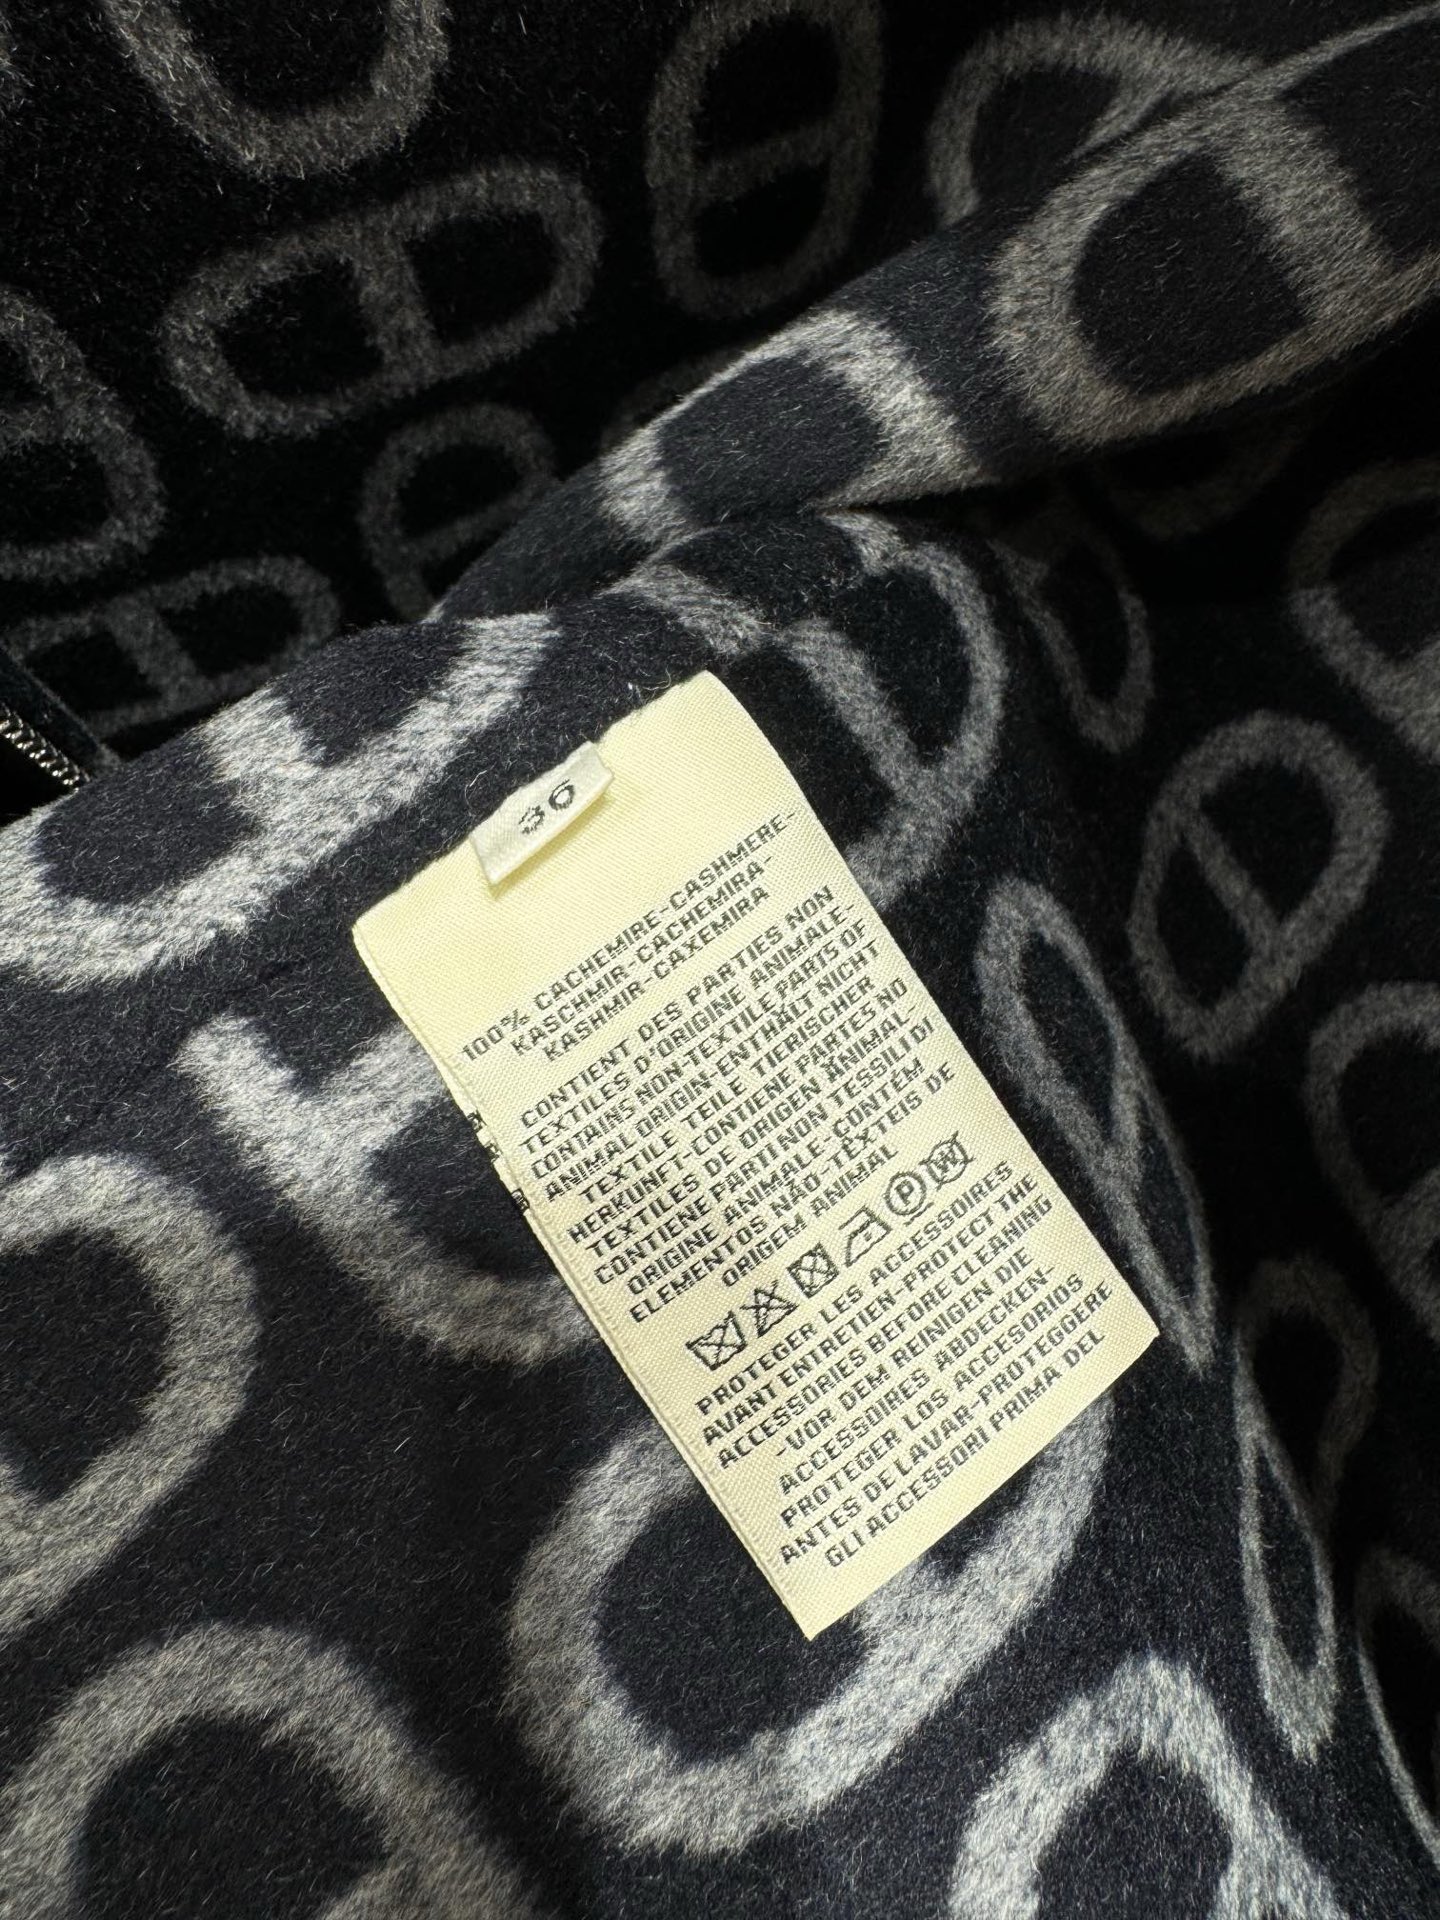 36
100% CACHEMIRE-CASHMERE-
KASCHMIR-CACHEMIRA-
KASHMIR-CAXEMIRA
CONTIENT DES PARTIES NON
TEXTILES D'ORIGINE ANIMALE-
CONTAINS NON-TEXTILE PARTS OF
ANIMAL ORIGIN-ENTHÄLT NICHT
TEXTILE TEILE TIERISCHER
HERKUNFT-CONTIENE PARTES NO
TEXTILES DE ORIGEN ANIMAL-
CONTIENE PARTI NON TESSILI DI
ORIGINE ANIMALE-CONTÉM
ELEMENTOS NÃO-TÊXTEIS DE
ORIGEM ANIMAL
P W
PROTEGER LES ACCESSOIRES
AVANT ENTRETIEN-PROTECT THE
ACCESSORIES BEFORE CLEANING
-VOR DEM REINIGEN DIE
ACCESSOIRES ABDECKEN-
PROTEGER LOS ACCESORIOS
ANTES DE LAVAR-PROTEGGERE
GLI ACCESSORI PRIMA DEL